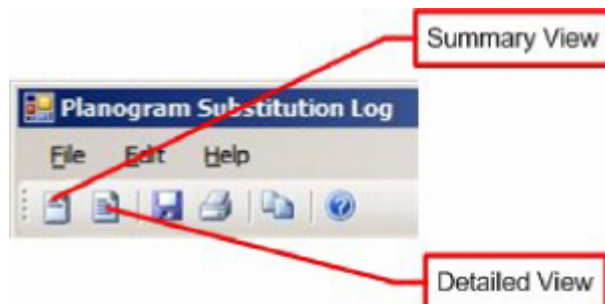 Summary View
Planogram Substitution Log
File Edit Help
Detailed View